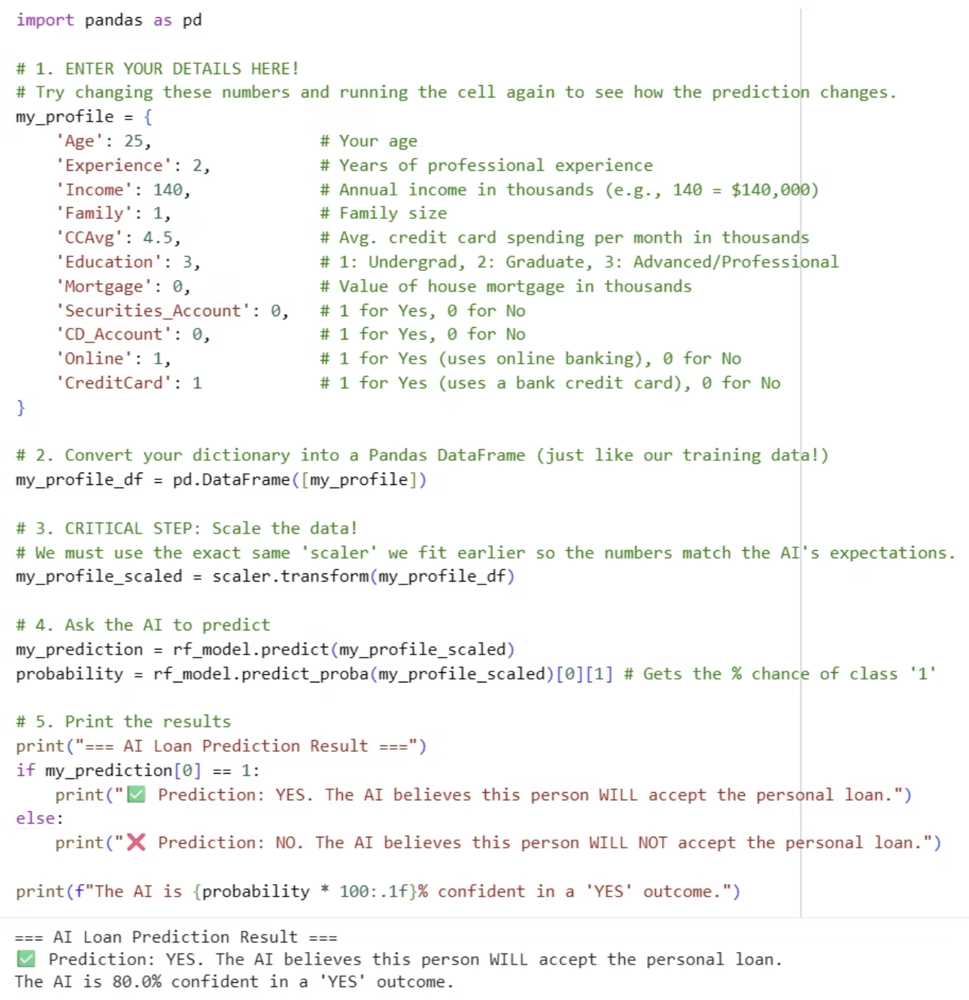 import pandas as pd
# 1. ENTER YOUR DETAILS HERE!
# Try changing these numbers and running the cell again to see how the prediction changes.
my_profile = {
    'Age': 25,                 # Your age
    'Experience': 2,           # Years of professional experience
    'Income': 140,             # Annual income in thousands (e.g., 140 = $140,000)
    'Family': 1,               # Family size
    'CCAvg': 4.5,              # Avg. credit card spending per month in thousands
    'Education': 3,            # 1: Undergrad, 2: Graduate, 3: Advanced/Professional
    'Mortgage': 0,             # Value of house mortgage in thousands
    'Securities_Account': 0,   # 1 for Yes, 0 for No
    'CD_Account': 0,           # 1 for Yes, 0 for No
    'Online': 1,               # 1 for Yes (uses online banking), 0 for No
    'CreditCard': 1            # 1 for Yes (uses a bank credit card), 0 for No
}
# 2. Convert your dictionary into a Pandas DataFrame (just like our training data!)
my_profile_df = pd.DataFrame([my_profile])
# 3. CRITICAL STEP: Scale the data!
# We must use the exact same 'scaler' we fit earlier so the numbers match the AI's expectations.
my_profile_scaled = scaler.transform(my_profile_df)
# 4. Ask the AI to predict
my_prediction = rf_model.predict(my_profile_scaled)
probability = rf_model.predict_proba(my_profile_scaled)[0][1] # Gets the % chance of class '1'
# 5. Print the results
print("=== AI Loan Prediction Result ===")
if my_prediction[0] == 1:
    print("✅ Prediction: YES. The AI believes this person WILL accept the personal loan.")
else:
    print("❌ Prediction: NO. The AI believes this person WILL NOT accept the personal loan.")
print(f"The AI is {probability * 100:.1f}% confident in a 'YES' outcome.")
=== AI Loan Prediction Result ===
✅ Prediction: YES. The AI believes this person WILL accept the personal loan.
The AI is 80.0% confident in a 'YES' outcome.